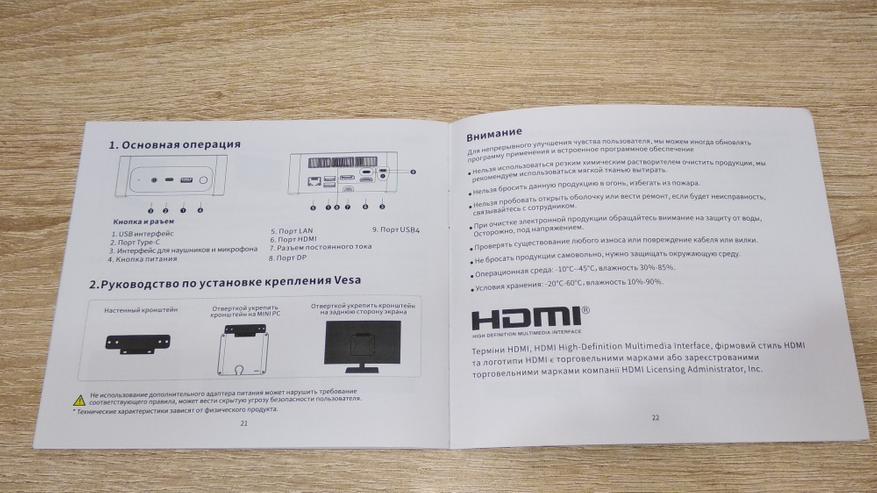 1. Основная операция
Кнопка и раъем
1. USB интерфейс
2. Порт Type-C
3. Интерфейс для наушников и микрофона
4. Кнопка питания
5. Порт LAN
6. Порт HDMI
7. Разъем постоянного тока
8. Порт DP
9. Порт USB4
2.Руководство по установке крепления Vesa
Настенный кронштейн
Отверткой укрепить
кронштейн на MINI PC
Отверткой укрепить кронштейн
на заднюю сторону экрана
Не использование дополнительного адаптера питания может нарушить требование
соответствующего правила, может вести скрытую угрозу безопасности пользователя.
* Технические характеристики зависят от физического продукта.
21
Внимание
Для непрерывного улучшения чувства пользователя, мы можем иногда обновлять
программу применения и встроенное программное обеспечение
● Нельзя использоваться резким химическим растворителем очистить продукции, мы
рекомендуем использоваться мягкой тканью вытирать.
● Нельзя бросить данную продукцию в огонь, избегать из пожара.
● Нельзя пробовать открыть оболочку или вести ремонт, если будет неисправность,
связывайтесь с сотрудником.
● При очистке электронной продукции обращайтесь внимание на защиту от воды,
Осторожно, под напряжением.
● Проверять существование любого износа или повреждение кабеля или вилки.
● Не бросать продукции самовольно, нужно защищать окружающую среду.
● Операционная среда: -10°C~45°C, влажность 30%-85%.
● Условия хранения: -20°C-60°C, влажность 10%-90%.
HDMI®
HIGH DEFINITION MULTIMEDIA INTERFACE
Терміни HDMI, HDMI High-Definition Multimedia Interface, фірмовий стиль HDMI
та логотипи HDMI є торговельними марками або зареєстрованими
торговельними марками компанії HDMI Licensing Administrator, Inc.
22